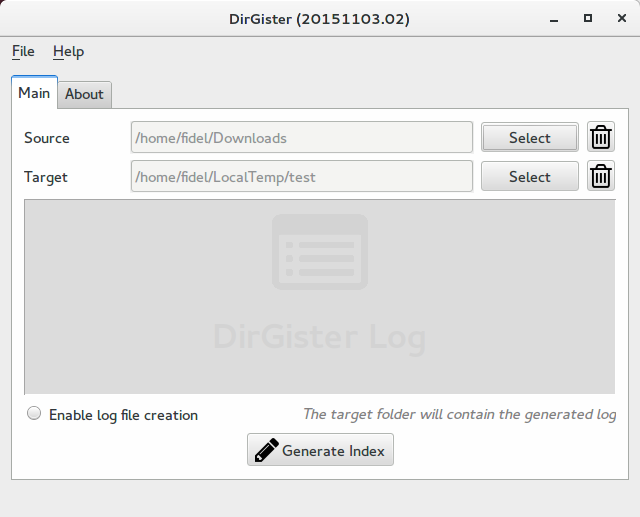 DirGister (20151103.02)
File Help
Main About
Source /home/fidel/Downloads Select
Target /home/fidel/LocalTemp/test Select
DirGister Log
Enable log file creation The target folder will contain the generated log
Generate Index